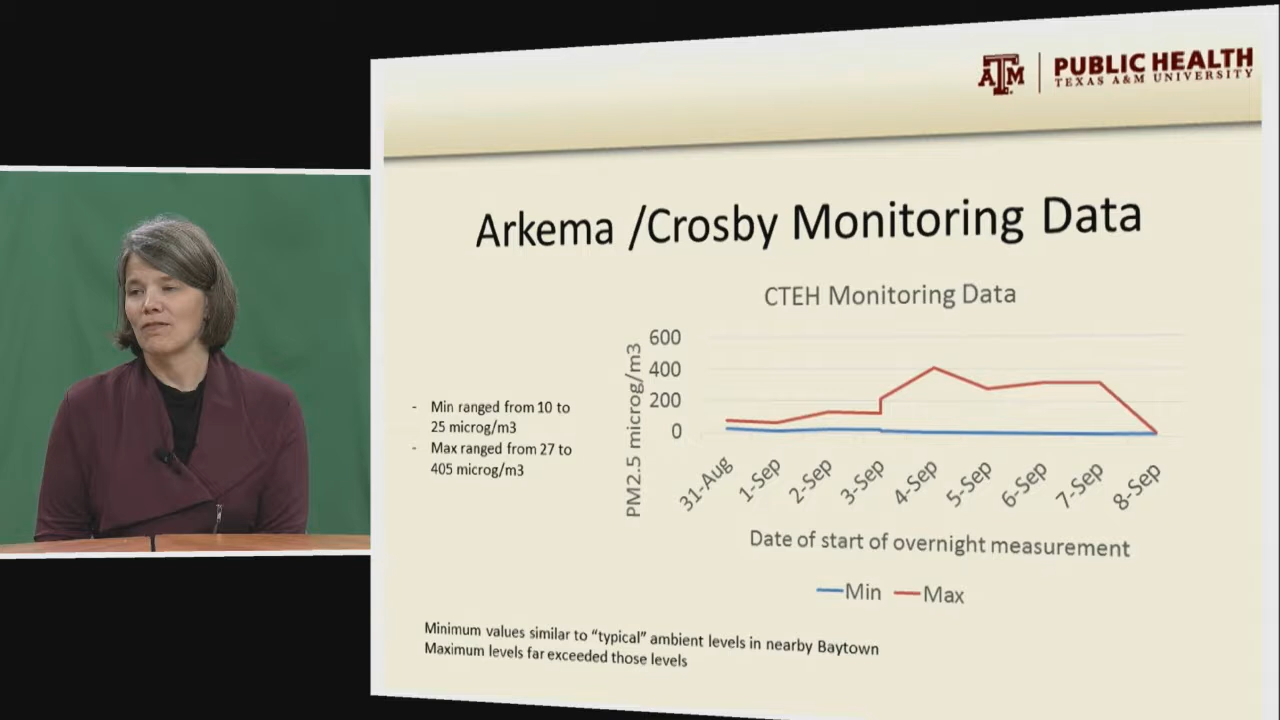 ATM PUBLIC HEALTH
TEXAS A&M UNIVERSITY
Arkema /Crosby Monitoring Data
CTEH Monitoring Data
- Min ranged from 10 to
25 microg/m3
- Max ranged from 27 to
405 microg/m3
PM2.5 microg/m3
600
400
200
0
31-Aug 1-Sep 2-Sep 3-Sep 4-Sep 5-Sep 6-Sep 7-Sep 8-Sep
Date of start of overnight measurement
Min Max
Minimum values similar to “typical” ambient levels in nearby Baytown
Maximum levels far exceeded those levels